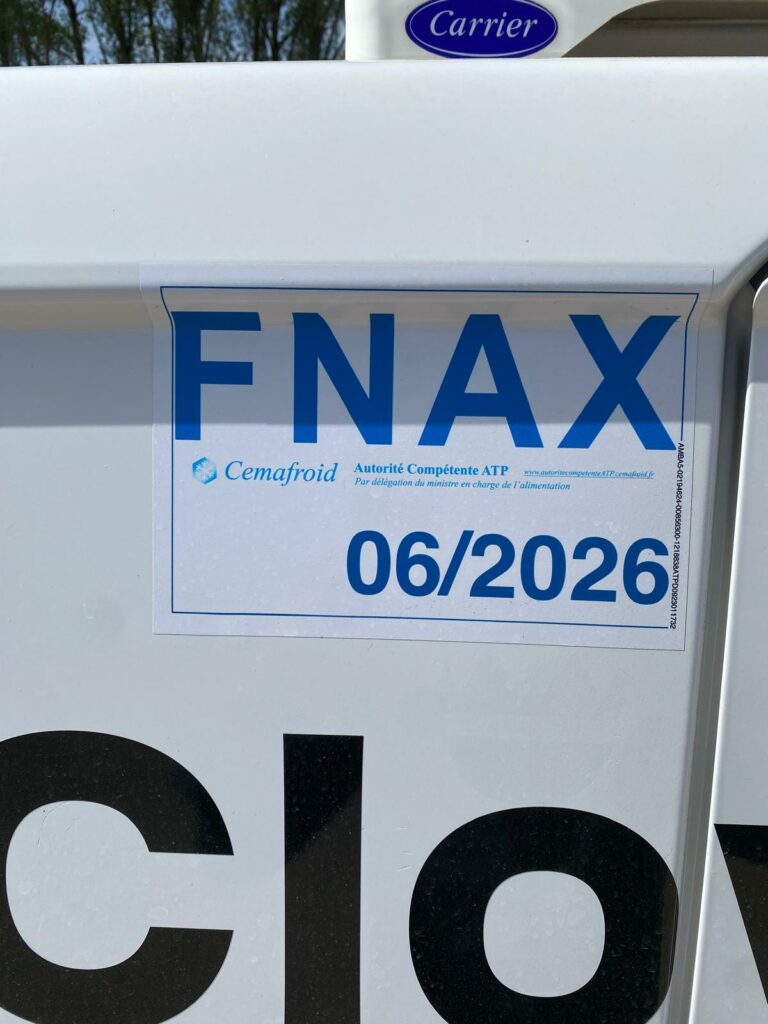 Carrier
FNAX
Cemafroid
Autorité Compétente ATP
www.autoritecompetenteATP.cemafroid.fr
Par délégation du ministre en charge de l'alimentation
06/2026
Clo